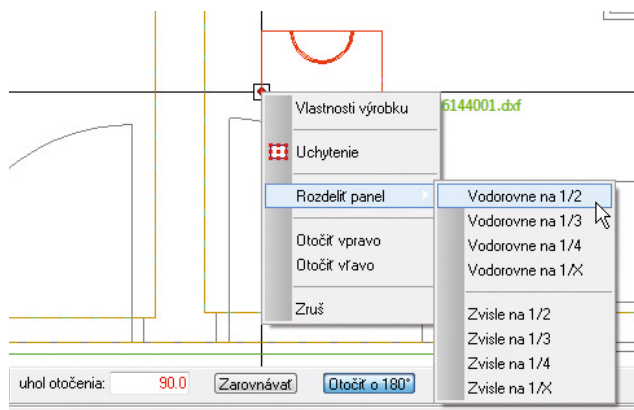 Vlastnosti výrobku
6144001.dxf
Uchytenie
Rozdeliť panel
Vodorovne na 1/2
Vodorovne na 1/3
Vodorovne na 1/4
Vodorovne na 1/X
Otočiť vpravo
Otočiť vľavo
Zruš
Zvisle na 1/2
Zvisle na 1/3
Zvisle na 1/4
Zvisle na 1/X
uhol otočenia: 90.0 Zarovnávať Otočiť o 180°